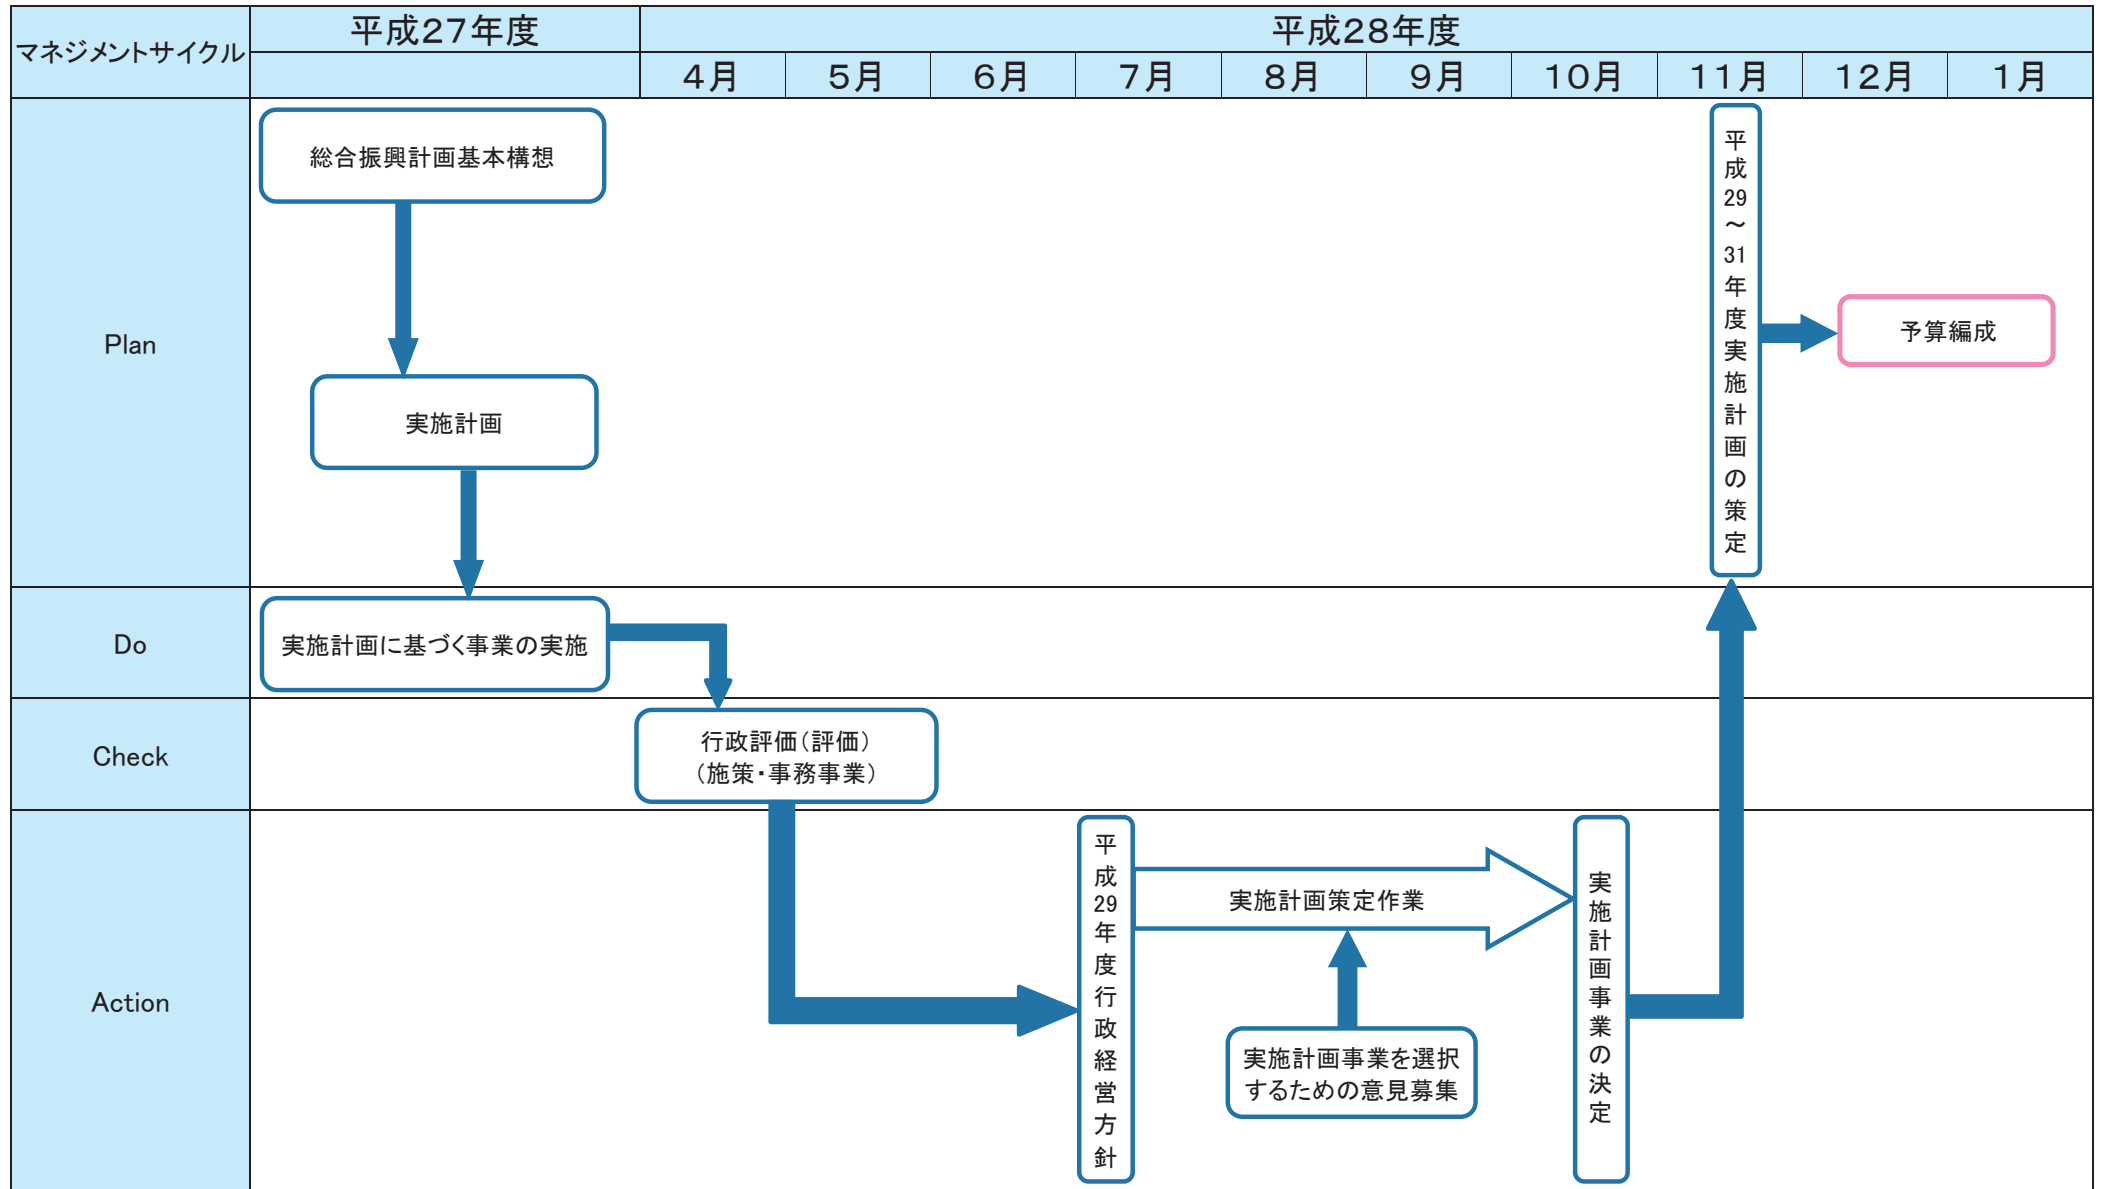 マネジメントサイクル
平成27年度
平成28年度
4月
5月
6月
7月
8月
9月
10月
11月
12月
1月
Plan
総合振興計画基本構想
実施計画
平成29～31年度実施計画の策定
予算編成
Do
実施計画に基づく事業の実施
Check
行政評価（評価）
（施策・事務事業）
Action
平成29年度行政経営方針
実施計画策定作業
実施計画事業を選択
するための意見募集
実施計画事業の決定